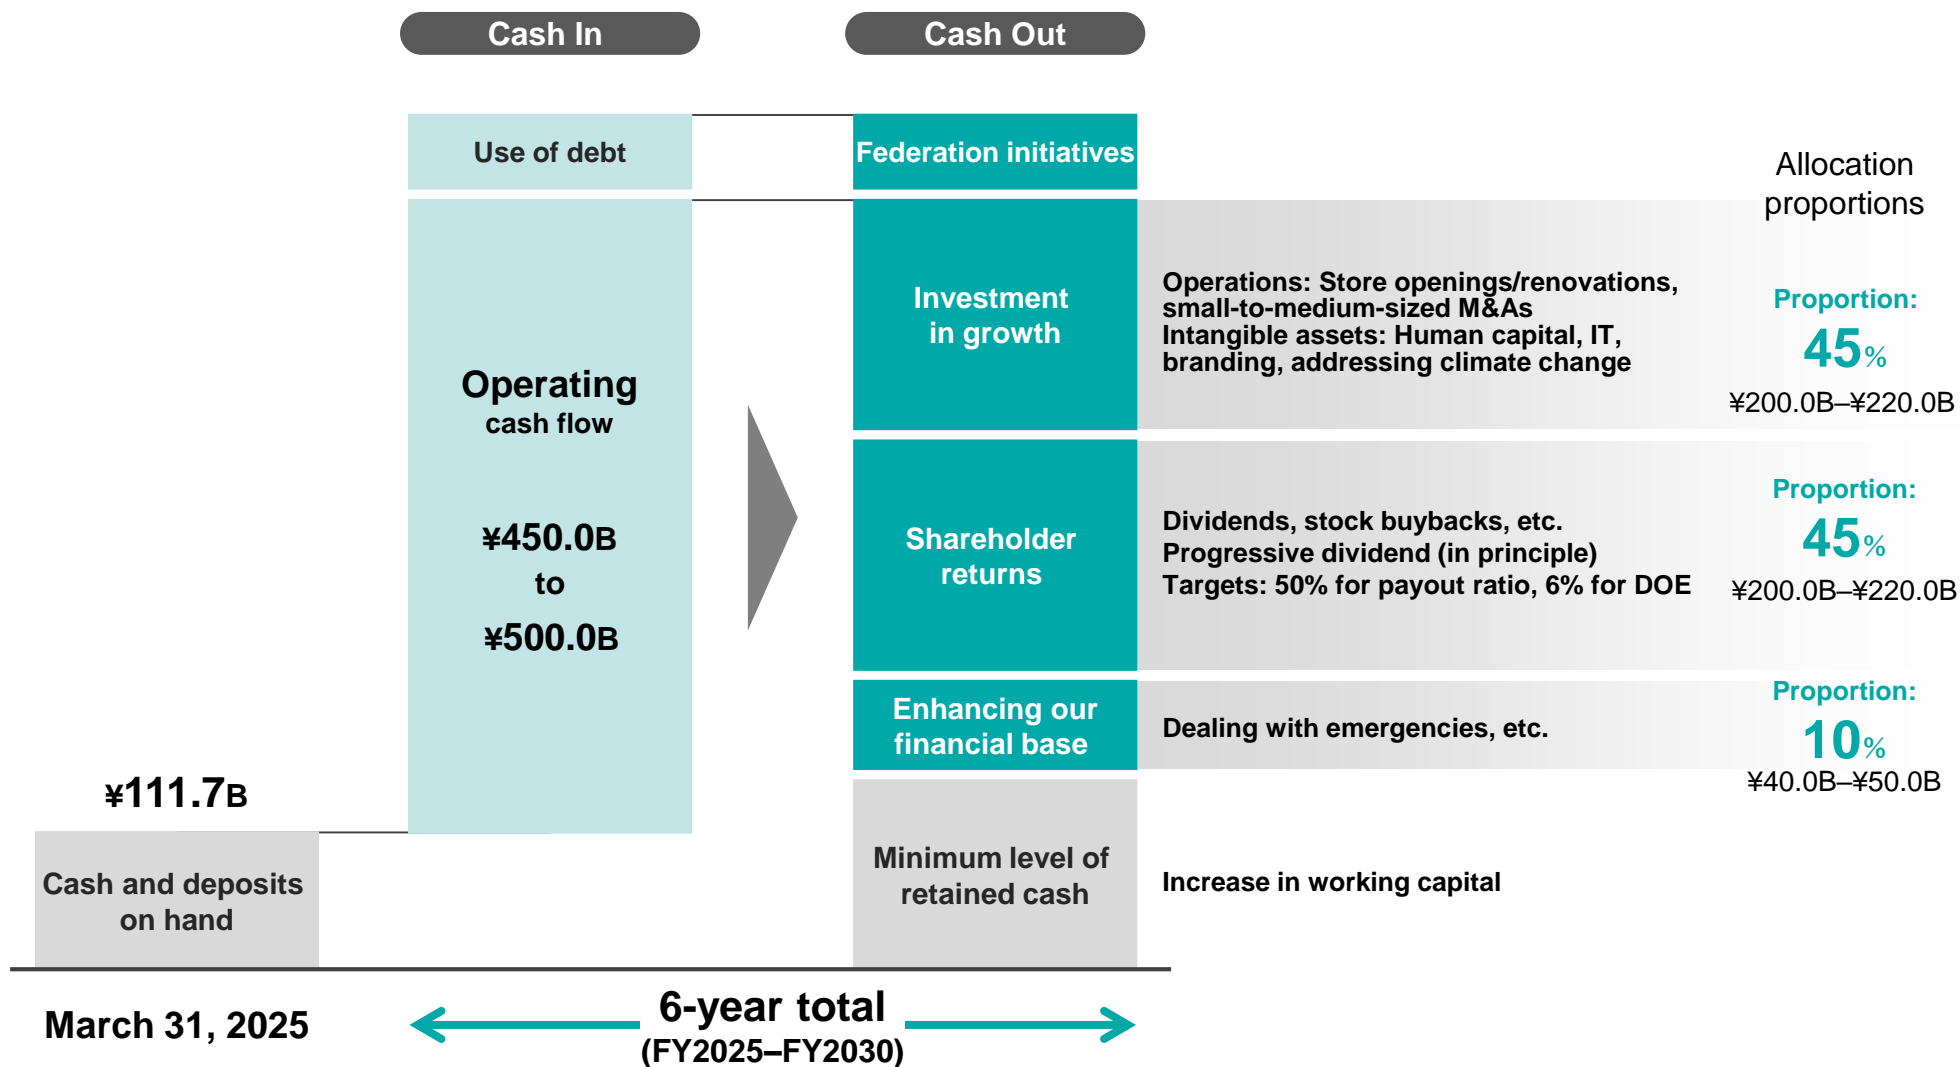 Cash In
Cash Out
Use of debt
Federation initiatives
Allocation
proportions
Operating
cash flow
¥450.0B
to
¥500.0B
Investment
in growth
Operations: Store openings/renovations,
small-to-medium-sized M&As
Intangible assets: Human capital, IT,
branding, addressing climate change
Proportion:
45%
¥200.0B–¥220.0B
Shareholder
returns
Dividends, stock buybacks, etc.
Progressive dividend (in principle)
Targets: 50% for payout ratio, 6% for DOE
Proportion:
45%
¥200.0B–¥220.0B
Enhancing our
financial base
Dealing with emergencies, etc.
Proportion:
10%
¥40.0B–¥50.0B
¥111.7B
Cash and deposits
on hand
Minimum level of
retained cash
Increase in working capital
March 31, 2025
6-year total
(FY2025–FY2030)